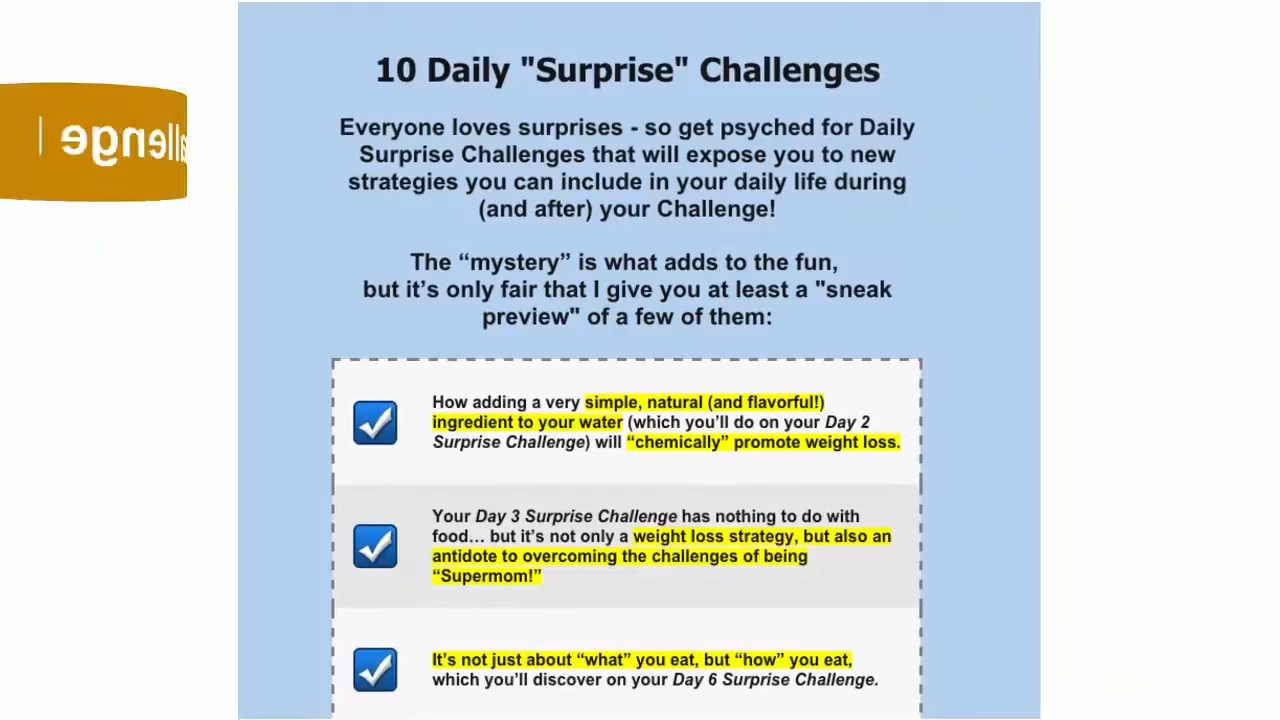 10 Daily "Surprise" Challenges
Everyone loves surprises - so get psyched for Daily
Surprise Challenges that will expose you to new
strategies you can include in your daily life during
(and after) your Challenge!
The “mystery” is what adds to the fun,
but it’s only fair that I give you at least a "sneak
preview" of a few of them:
How adding a very simple, natural (and flavorful!)
ingredient to your water (which you’ll do on your Day 2
Surprise Challenge) will “chemically” promote weight loss.
Your Day 3 Surprise Challenge has nothing to do with
food… but it’s not only a weight loss strategy, but also an
antidote to overcoming the challenges of being
“Supermom!”
It’s not just about “what” you eat, but “how” you eat,
which you’ll discover on your Day 6 Surprise Challenge.